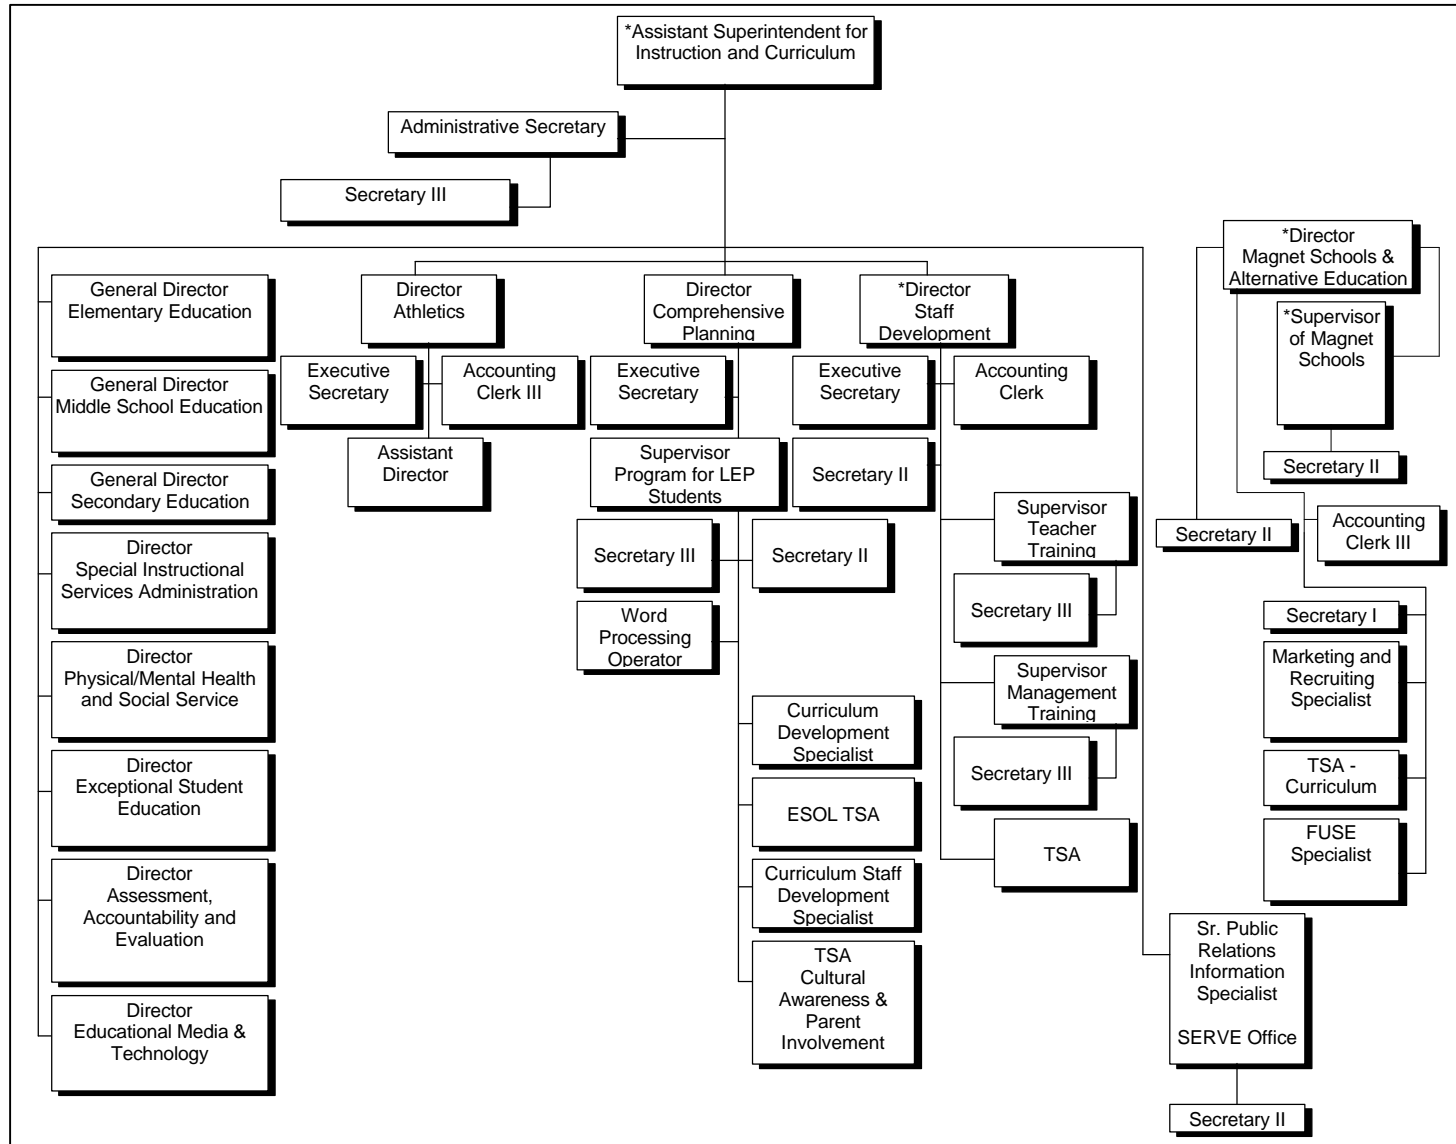 *Assistant Superintendent for
Instruction and Curriculum
Administrative Secretary
Secretary III
General Director
Elementary Education
General Director
Middle School Education
General Director
Secondary Education
Director
Special Instructional
Services Administration
Director
Physical/Mental Health
and Social Service
Director
Exceptional Student
Education
Director
Assessment,
Accountability and
Evaluation
Director
Educational Media &
Technology
Director
Athletics
Executive
Secretary
Accounting
Clerk III
Assistant
Director
Director
Comprehensive
Planning
Executive
Secretary
Supervisor
Program for LEP
Students
Secretary III
Secretary II
Word
Processing
Operator
Curriculum
Development
Specialist
ESOL TSA
Curriculum Staff
Development
Specialist
TSA
Cultural
Awareness &
Parent
Involvement
*Director
Staff
Development
Executive
Secretary
Accounting
Clerk
Secretary II
Supervisor
Teacher
Training
Secretary III
Supervisor
Management
Training
Secretary III
TSA
*Director
Magnet Schools &
Alternative Education
*Supervisor
of Magnet
Schools
Secretary II
Secretary II
Accounting
Clerk III
Secretary I
Marketing and
Recruiting
Specialist
TSA -
Curriculum
FUSE
Specialist
Sr. Public
Relations
Information
Specialist
SERVE Office
Secretary II